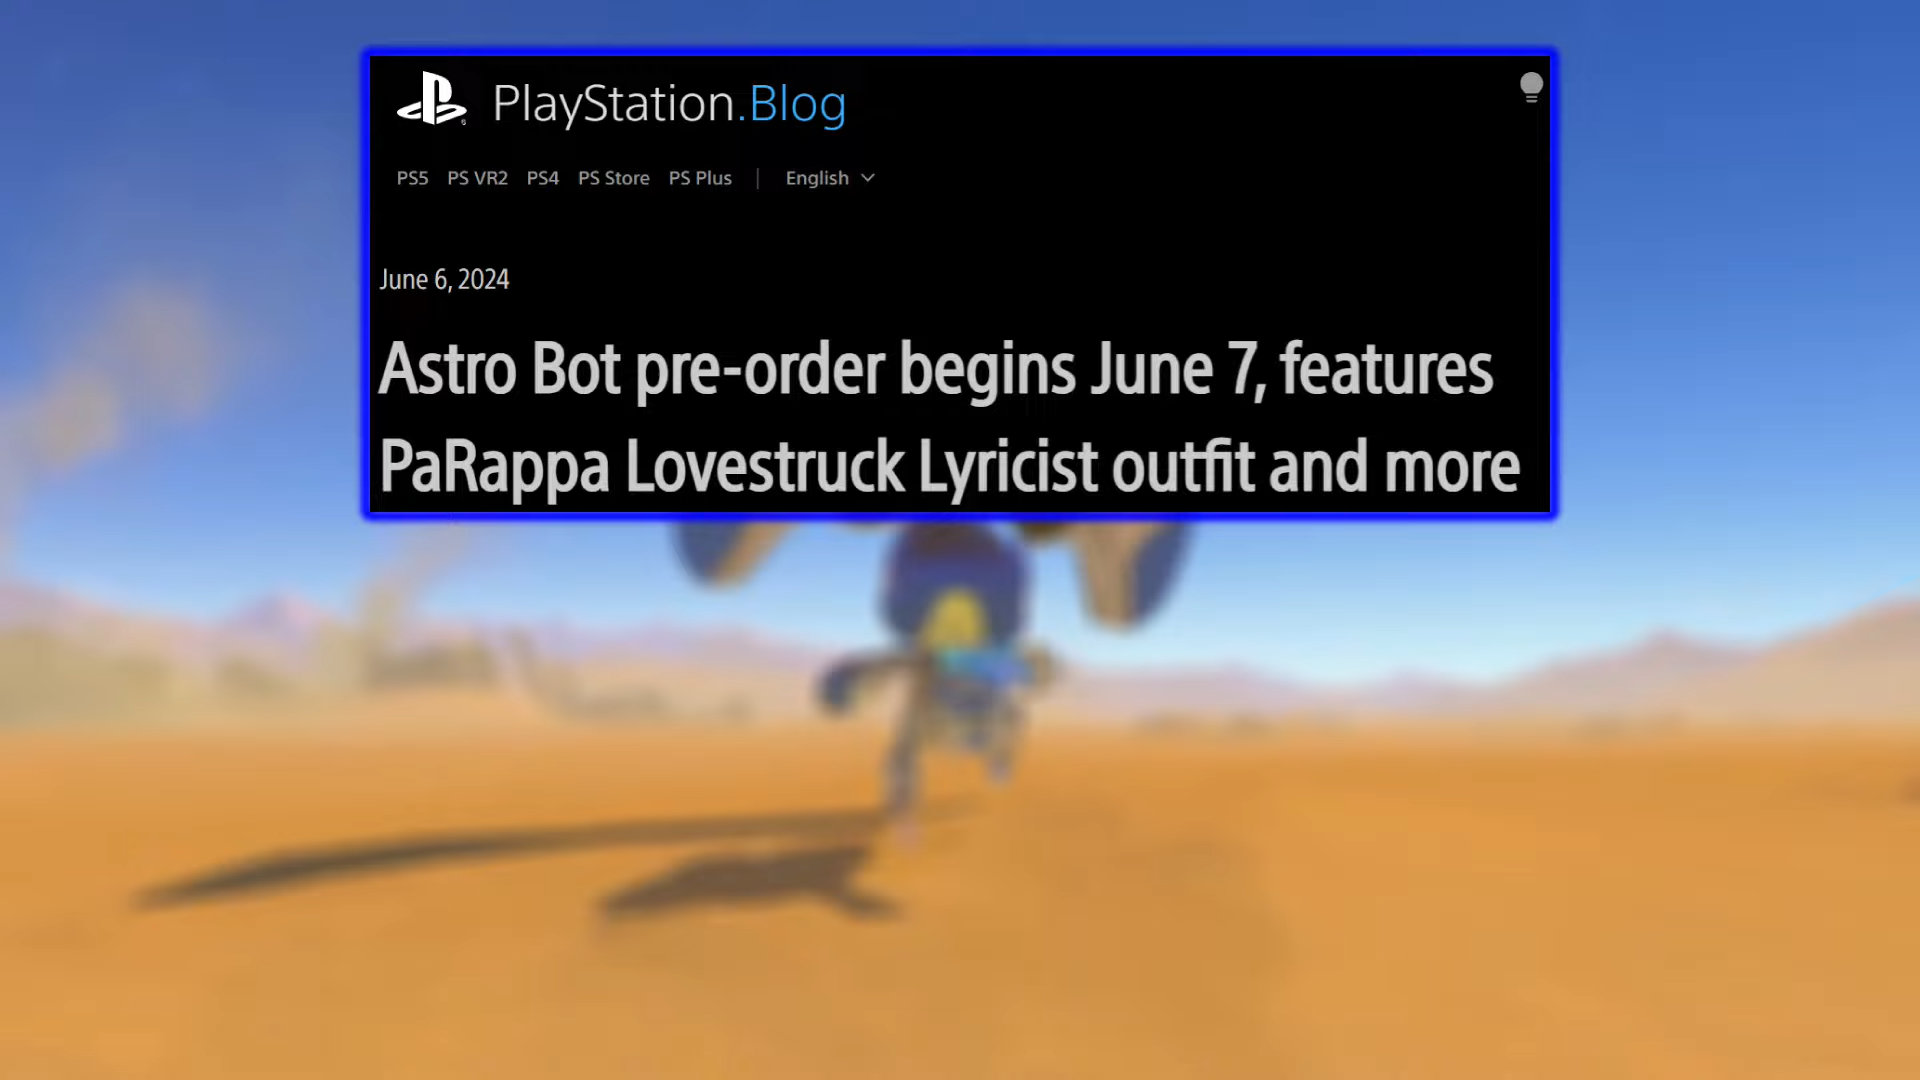 PlayStation.Blog
PS5 PS VR2 PS4 PS Store PS Plus | English
June 6, 2024
Astro Bot pre-order begins June 7, features
PaRappa Lovestruck Lyricist outfit and more